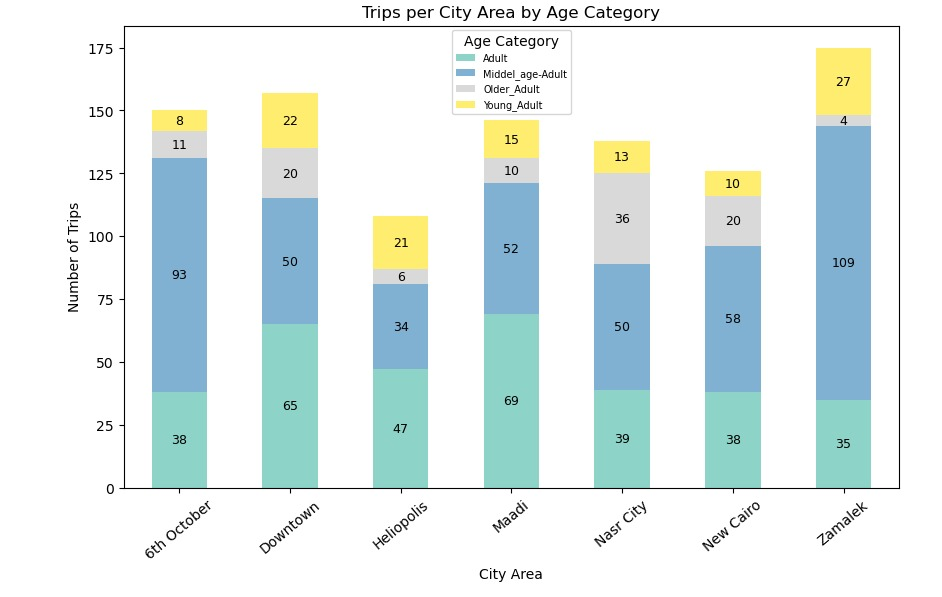 Trips per City Area by Age Category
Number of Trips
175
150
125
100
75
50
25
0
Age Category
Adult
Middel_age-Adult
Older_Adult
Young_Adult
8
11
93
38
22
20
50
65
21
6
34
47
15
10
52
69
13
36
50
39
10
20
58
38
27
4
109
35
6th October
Downtown
Heliopolis
Maadi
Nasr City
New Cairo
Zamalek
City Area